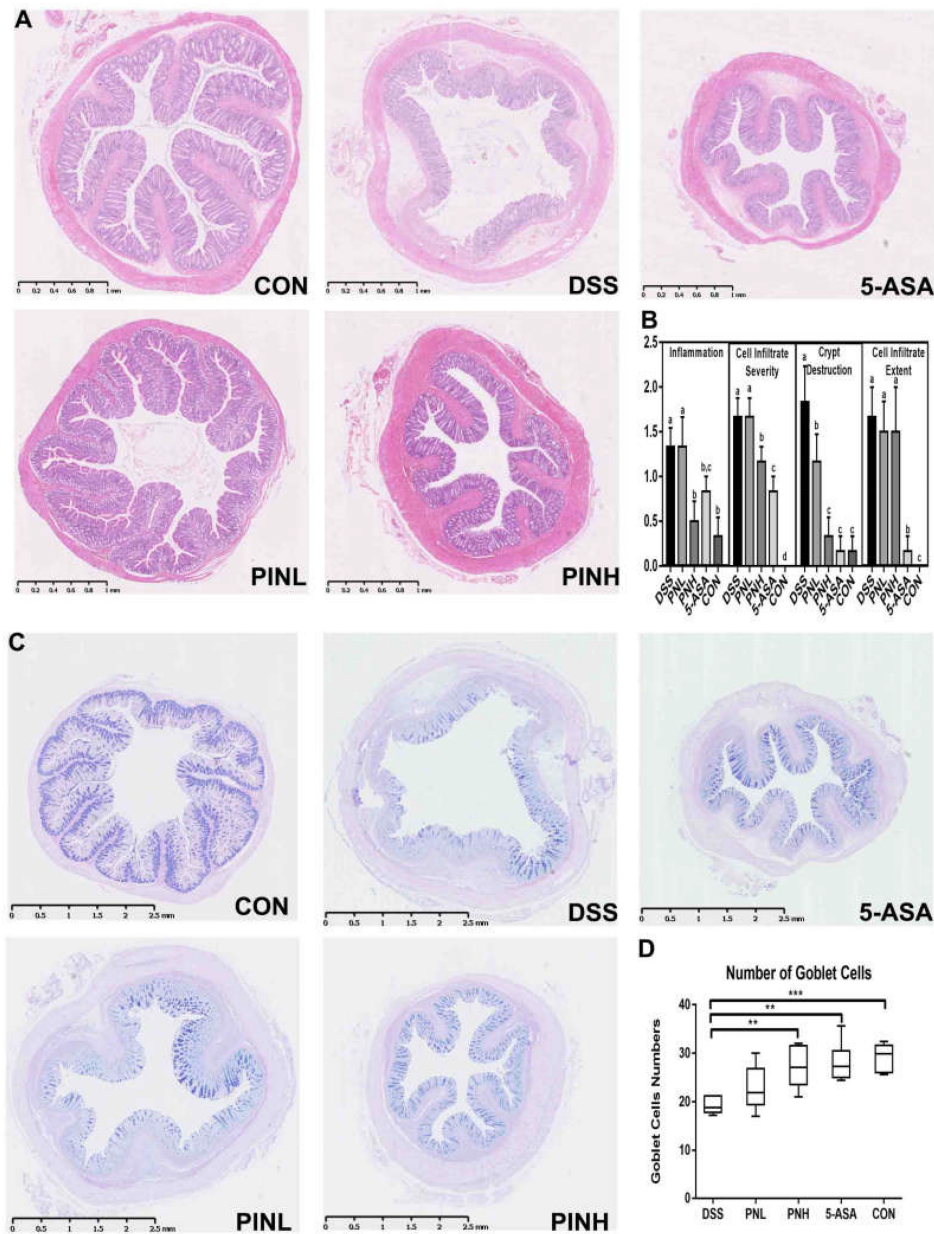 A
0 0.2 0.4 0.6 0.8 1 mm
CON
0 0.2 0.4 0.6 0.8 1 mm
DSS
0 0.2 0.4 0.6 0.8 1 mm
5-ASA
0 0.2 0.4 0.6 0.8 1 mm
PINL
0 0.2 0.4 0.6 0.8 1 mm
PINH
B
Inflammation
Cell Infiltrate Severity
Crypt Destruction
Cell Infiltrate Extent
2.5
2.0
1.5
1.0
0.5
0.0
a a b b,c b
a a b c d
a b c c c
a a a b c
DSS PNL PNH 5-ASA CON
DSS PNL PNH 5-ASA CON
DSS PNL PNH 5-ASA CON
DSS PNL PNH 5-ASA CON
C
0 0.5 1 1.5 2 2.5 mm
CON
0 0.5 1 1.5 2 2.5 mm
DSS
0 0.5 1 1.5 2 2.5 mm
5-ASA
0 0.5 1 1.5 2 2.5 mm
PINL
0 0.5 1 1.5 2 2.5 mm
PINH
D
Number of Goblet Cells
Goblet Cells Numbers
40
30
20
10
0
***
**
**
DSS PNL PNH 5-ASA CON